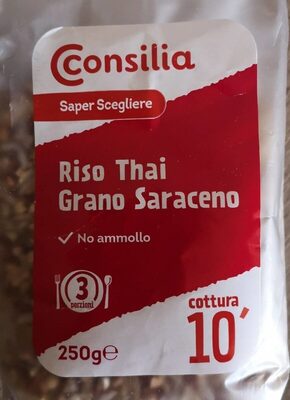 Consilia
Saper Scegliere
Riso Thai
Grano Saraceno
✓ No ammollo
3
porzioni
cottura
10´
250g℮